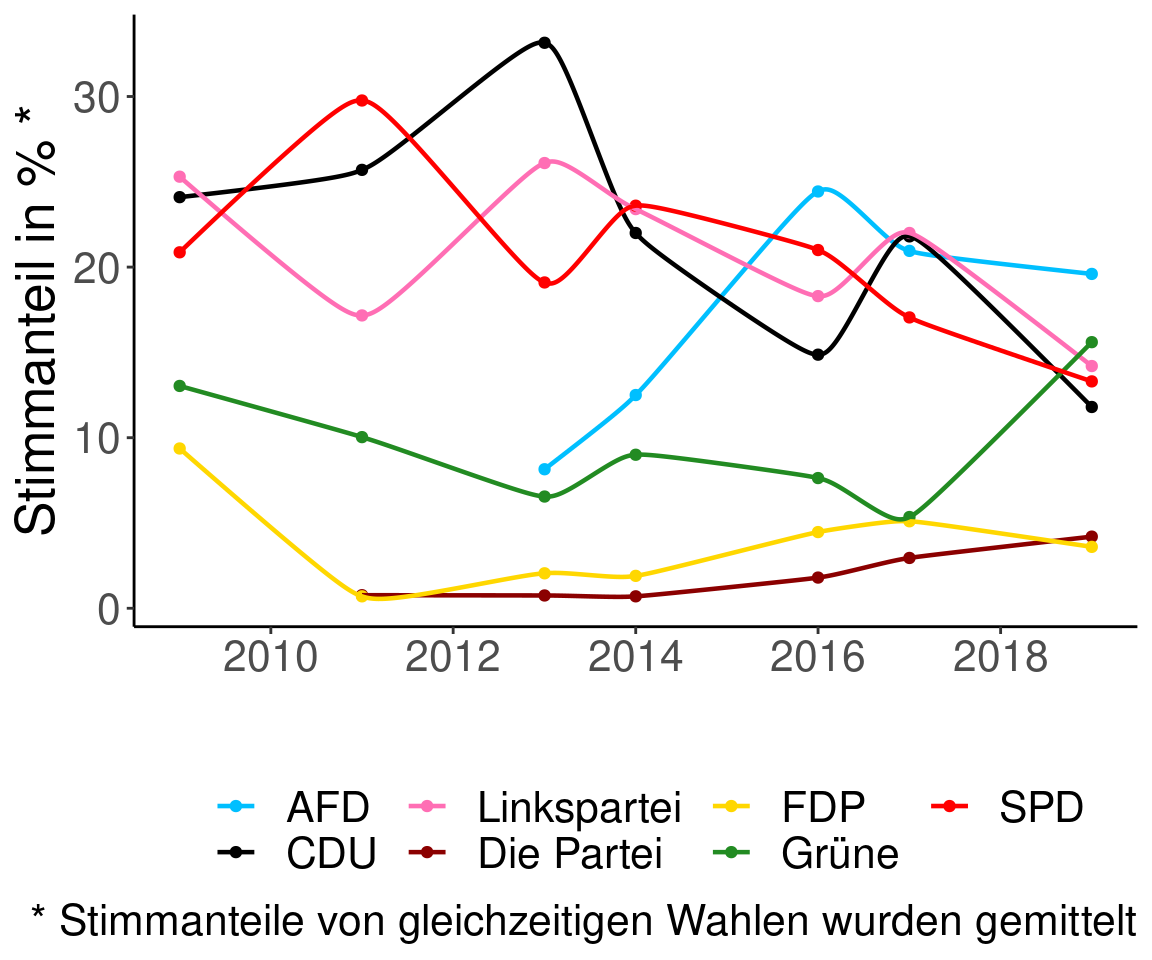 Stimmanteil in % *
30
20
10
0
2010 2012 2014 2016 2018
AFD Linkspartei FDP SPD
CDU Die Partei Grüne
* Stimmanteile von gleichzeitigen Wahlen wurden gemittelt